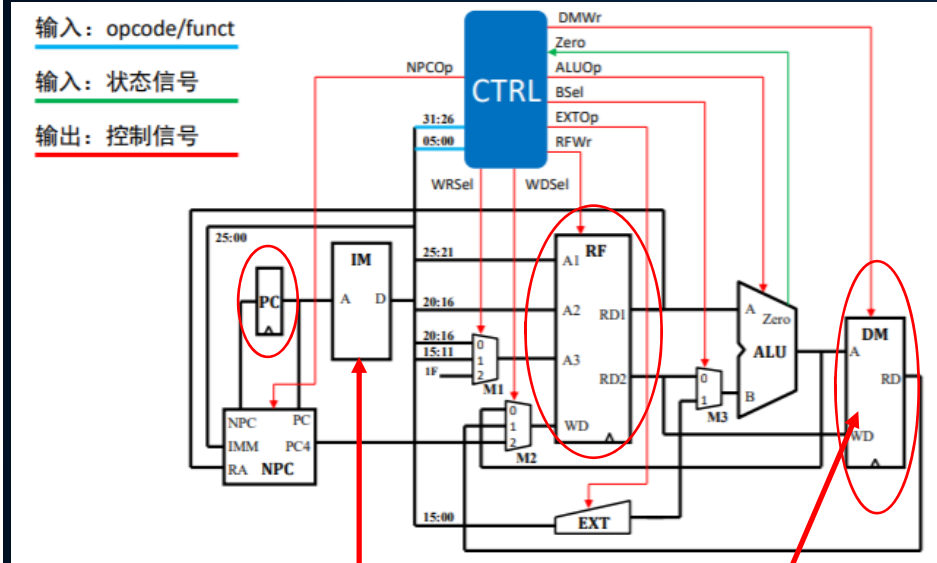 输入：opcode/funct
输入：状态信号
输出：控制信号
CTRL
NPCOp
31:26
05:00
DMWr
Zero
ALUOp
BSel
EXTOp
RFWr
WRSel
WDSel
25:00
PC
IM
A
D
25:21
20:16
20:16
15:11
1F
0
1
2
M1
0
1
2
M2
RF
A1
A2
A3
WD
RD1
RD2
0
1
M3
A
Zero
ALU
B
DM
A
RD
WD
NPC
PC
IMM
PC4
RA
NPC
15:00
EXT